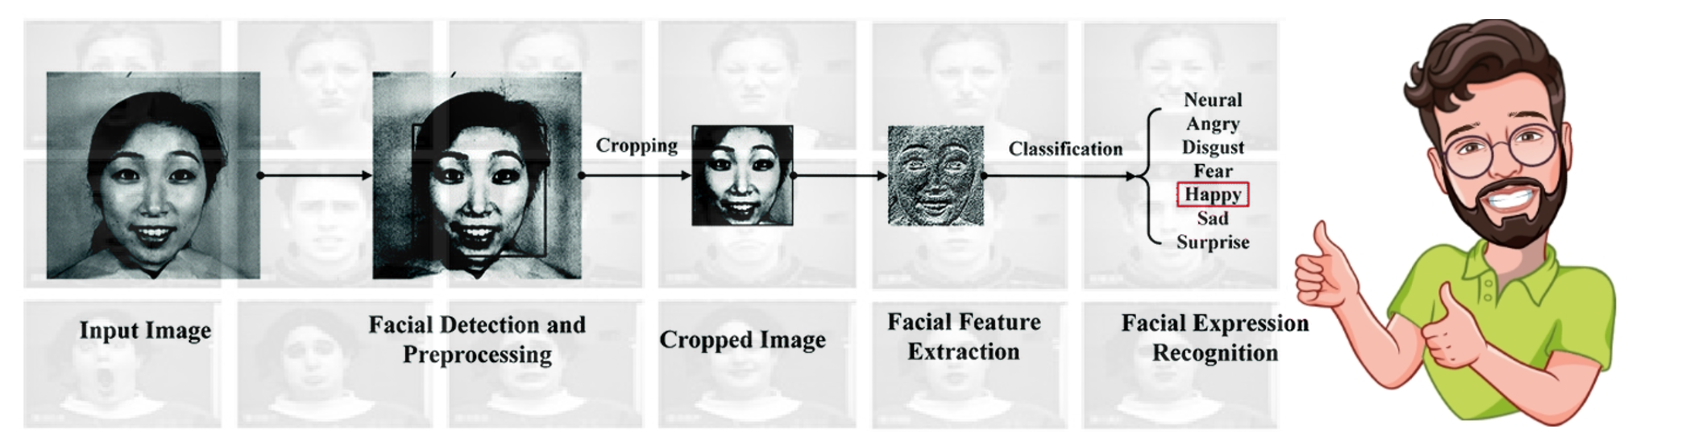 Cropping
Classification
Neural
Angry
Disgust
Fear
Happy
Sad
Surprise
Input Image
Facial Detection and
Preprocessing
Cropped Image
Facial Feature
Extraction
Facial Expression
Recognition